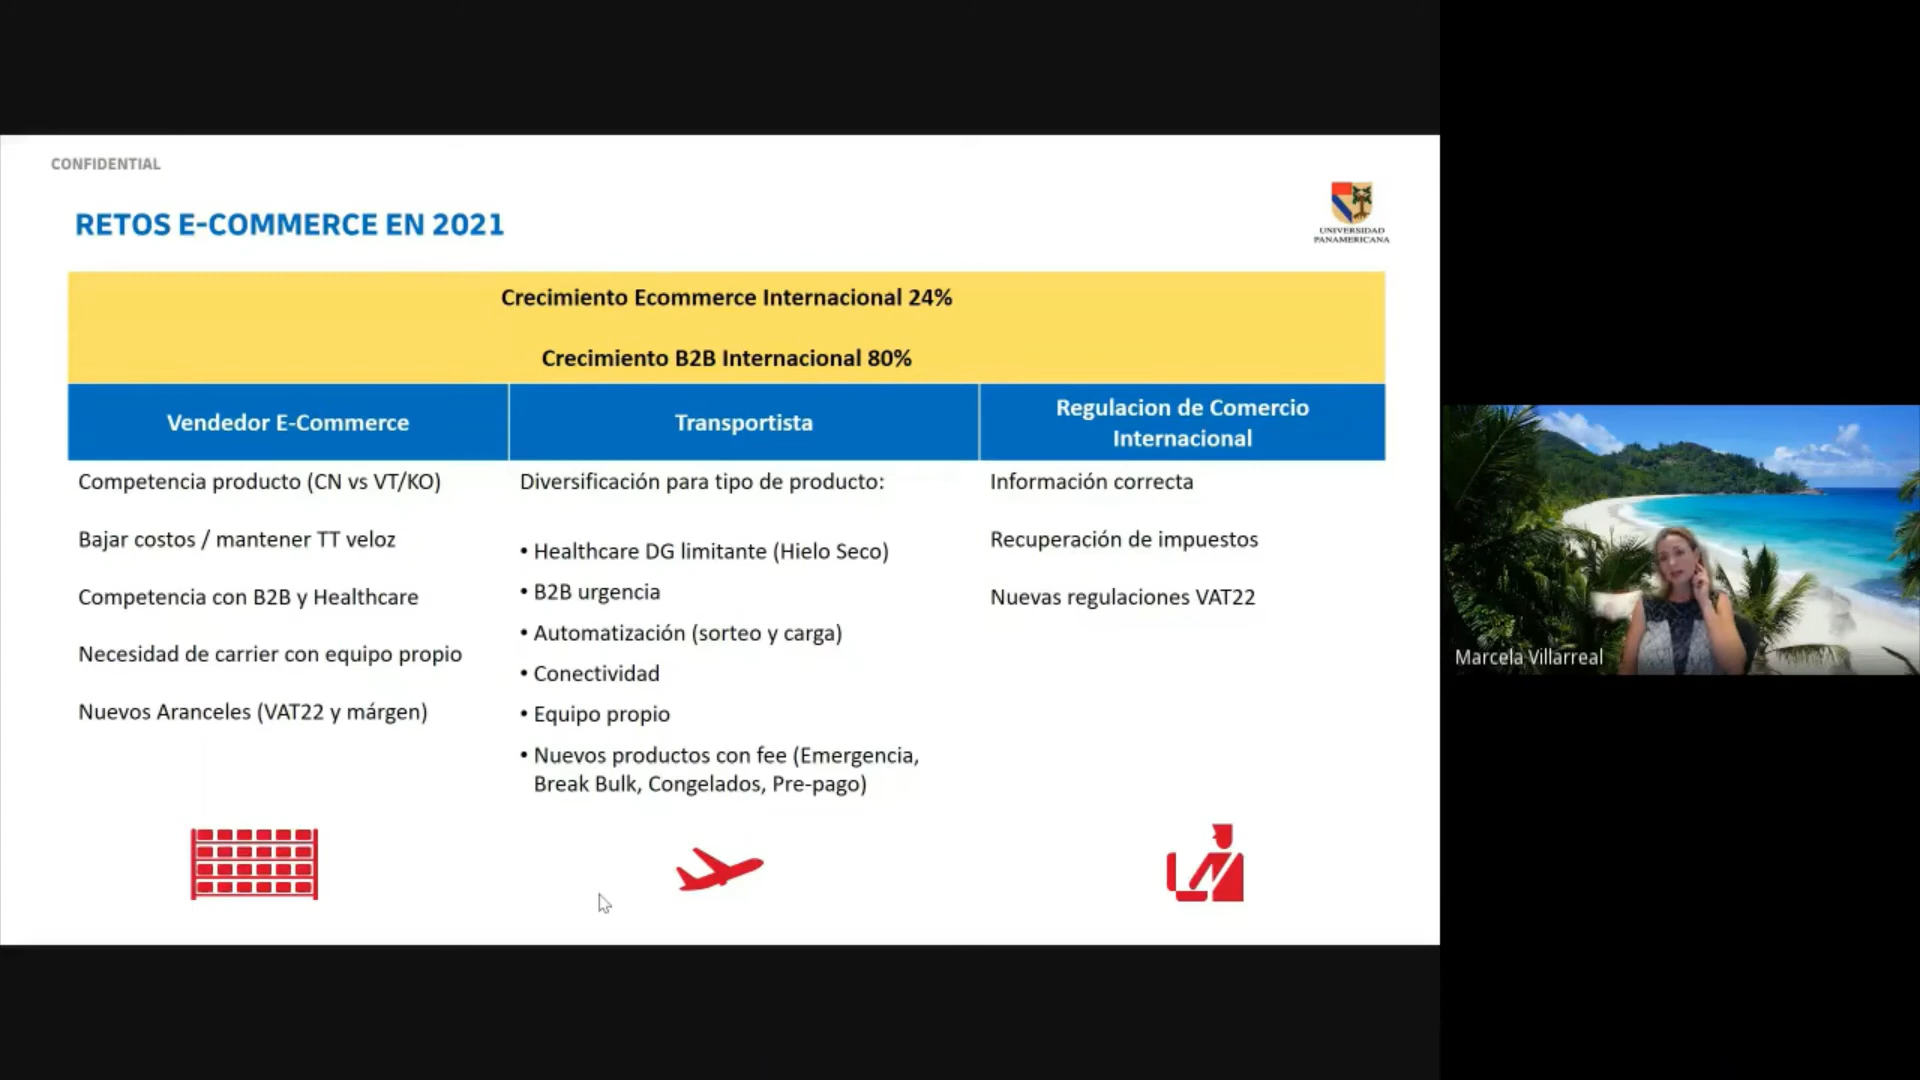 CONFIDENTIAL
RETOS E-COMMERCE EN 2021
UNIVERSIDAD
PANAMERICANA
Crecimiento Ecommerce Internacional 24%
Crecimiento B2B Internacional 80%
Vendedor E-Commerce
Transportista
Regulacion de Comercio
Internacional
Competencia producto (CN vs VT/KO)
Bajar costos / mantener TT veloz
Competencia con B2B y Healthcare
Necesidad de carrier con equipo propio
Nuevos Aranceles (VAT22 y márgen)
Diversificación para tipo de producto:
• Healthcare DG limitante (Hielo Seco)
• B2B urgencia
• Automatización (sorteo y carga)
• Conectividad
• Equipo propio
• Nuevos productos con fee (Emergencia,
Break Bulk, Congelados, Pre-pago)
Información correcta
Recuperación de impuestos
Nuevas regulaciones VAT22
Marcela Villarreal